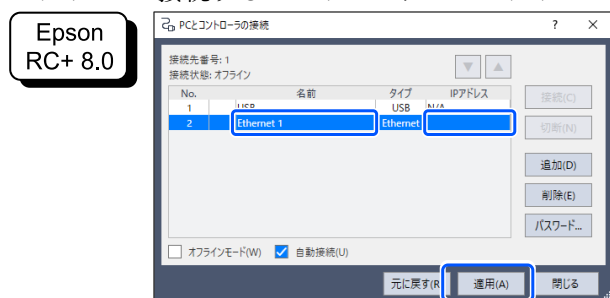 Epson
RC+ 8.0
PCとコントローラの接続
? ×
接続先番号: 1
接続状態: オフライン
No. 名前 タイプ IPアドレス
1 USB USB N/A
2 Ethernet 1 Ethernet
接続(C)
切断(N)
追加(D)
削除(E)
パスワード...
オフラインモード(W) 自動接続(U)
元に戻す(R 適用(A) 閉じる